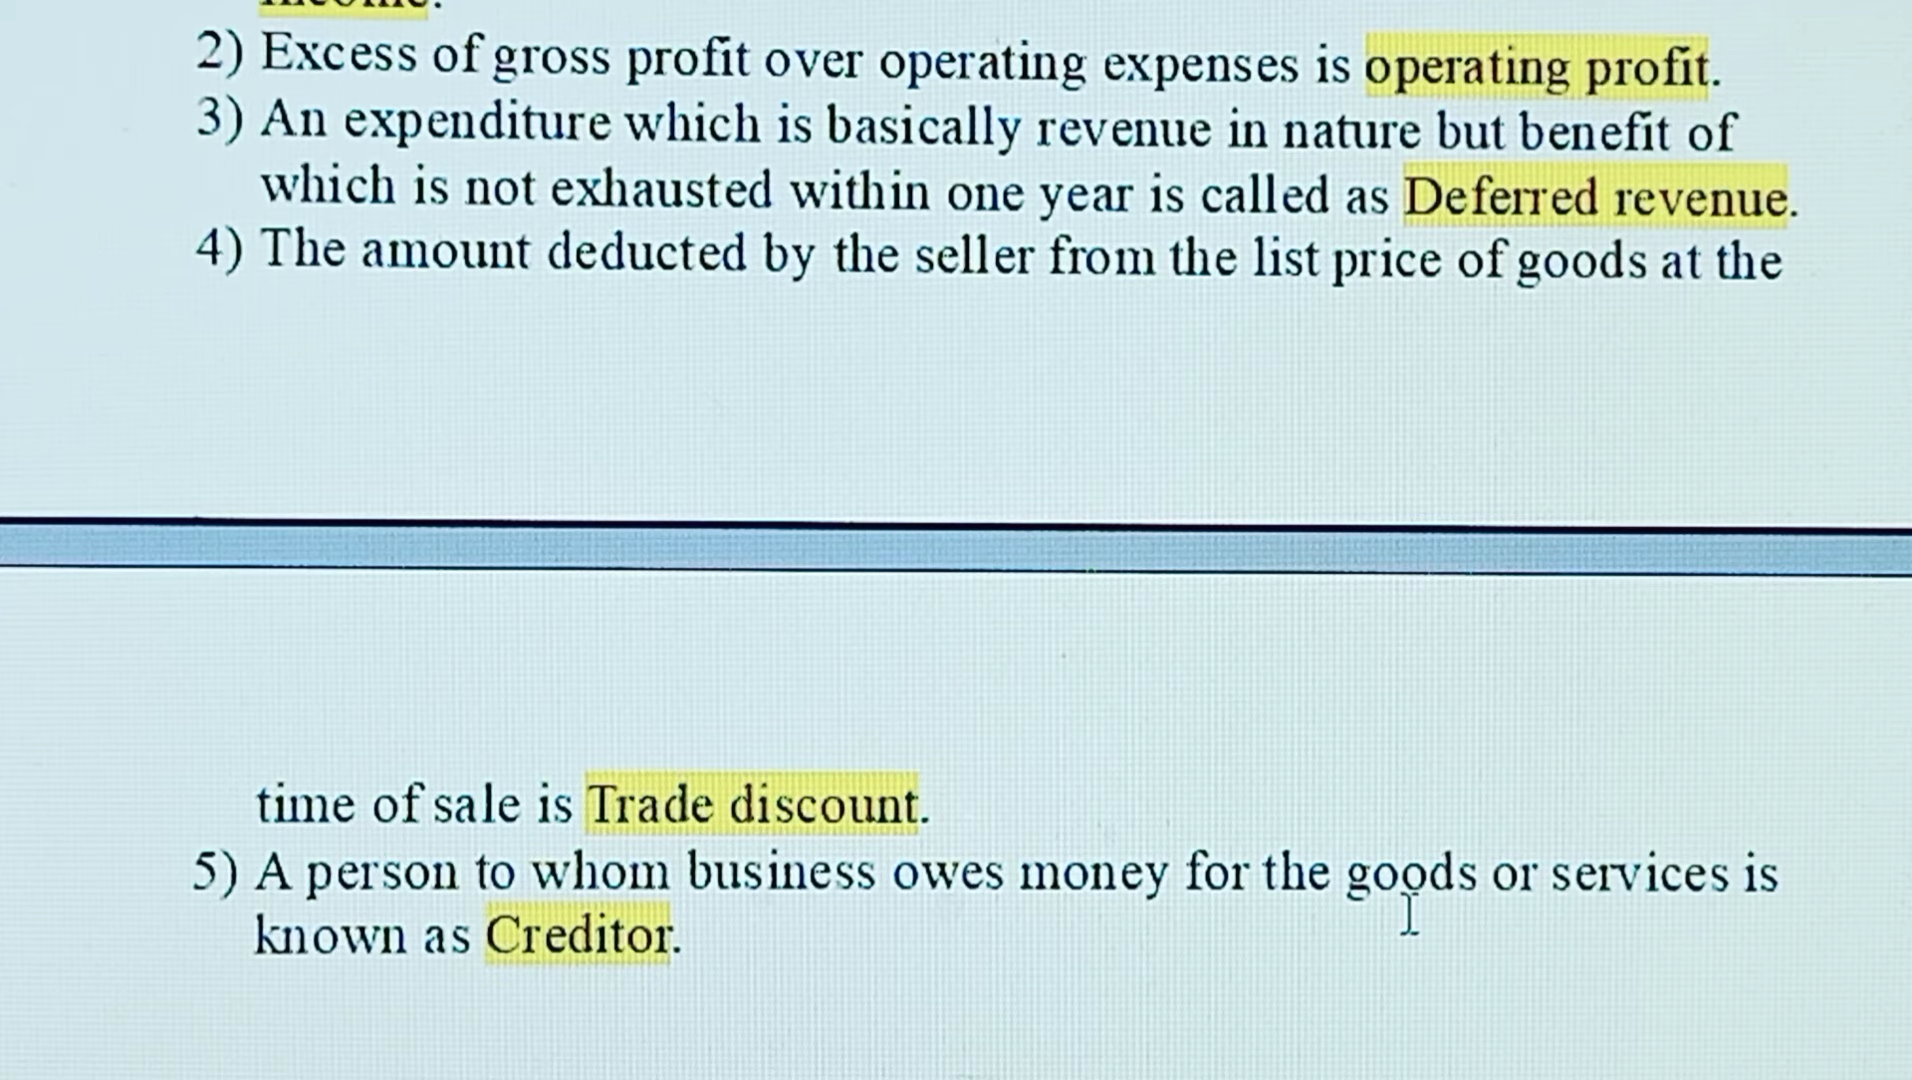 2) Excess of gross profit over operating expenses is operating profit.
3) An expenditure which is basically revenue in nature but benefit of
which is not exhausted within one year is called as Deferred revenue.
4) The amount deducted by the seller from the list price of goods at the
time of sale is Trade discount.
5) A person to whom business owes money for the goods or services is
known as Creditor.